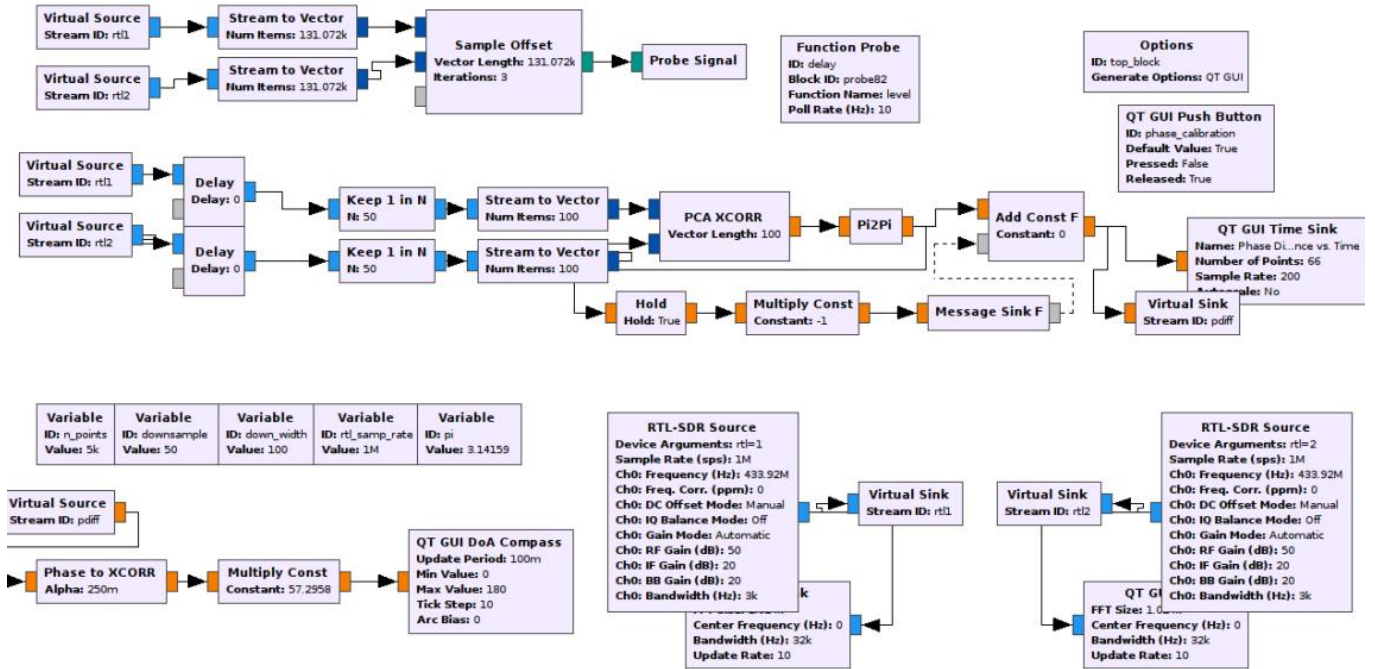 Virtual Source
Stream ID: rtl1
Stream to Vector
Num Items: 131.072k
Virtual Source
Stream ID: rtl2
Stream to Vector
Num Items: 131.072k
Sample Offset
Vector Length: 131.072k
Iterations: 3
Probe Signal
Function Probe
ID: delay
Block ID: probe82
Function Name: level
Poll Rate (Hz): 10
Options
ID: top_block
Generate Options: QT GUI
QT GUI Push Button
ID: phase_calibration
Default Value: True
Pressed: False
Released: True
Virtual Source
Stream ID: rtl1
Virtual Source
Stream ID: rtl2
Delay
Delay: 0
Delay
Delay: 0
Keep 1 in N
N: 50
Keep 1 in N
N: 50
Stream to Vector
Num Items: 100
Stream to Vector
Num Items: 100
PCA XCORR
Vector Length: 100
Pi2Pi
Add Const F
Constant: 0
QT GUI Time Sink
Name: Phase Di...nce vs. Time
Number of Points: 66
Sample Rate: 200
Autoscale: No
Virtual Sink
Stream ID: pdiff
Hold
Hold: True
Multiply Const
Constant: -1
Message Sink F
Variable
ID: n_points
Value: 5k
Variable
ID: downsample
Value: 50
Variable
ID: down_width
Value: 100
Variable
ID: rtl_samp_rate
Value: 1M
Variable
ID: pi
Value: 3.14159
Virtual Source
Stream ID: pdiff
Phase to XCORR
Alpha: 250m
Multiply Const
Constant: 57.2958
QT GUI DoA Compass
Update Period: 100m
Min Value: 0
Max Value: 180
Tick Step: 10
Arc Bias: 0
RTL-SDR Source
Device Arguments: rtl=1
Sample Rate (sps): 1M
Ch0: Frequency (Hz): 433.92M
Ch0: Freq. Corr. (ppm): 0
Ch0: DC Offset Mode: Manual
Ch0: IQ Balance Mode: Off
Ch0: Gain Mode: Automatic
Ch0: RF Gain (dB): 50
Ch0: IF Gain (dB): 20
Ch0: BB Gain (dB): 20
Ch0: Bandwidth (Hz): 3k
Virtual Sink
Stream ID: rtl1
Center Frequency (Hz): 0
Bandwidth (Hz): 32k
Update Rate: 10
Virtual Sink
Stream ID: rtl2
RTL-SDR Source
Device Arguments: rtl=2
Sample Rate (sps): 1M
Ch0: Frequency (Hz): 433.92M
Ch0: Freq. Corr. (ppm): 0
Ch0: DC Offset Mode: Manual
Ch0: IQ Balance Mode: Off
Ch0: Gain Mode: Automatic
Ch0: RF Gain (dB): 50
Ch0: IF Gain (dB): 20
Ch0: BB Gain (dB): 20
Ch0: Bandwidth (Hz): 3k
QT
FFT Size:
Center Frequency (Hz): 0
Bandwidth (Hz): 32k
Update Rate: 10